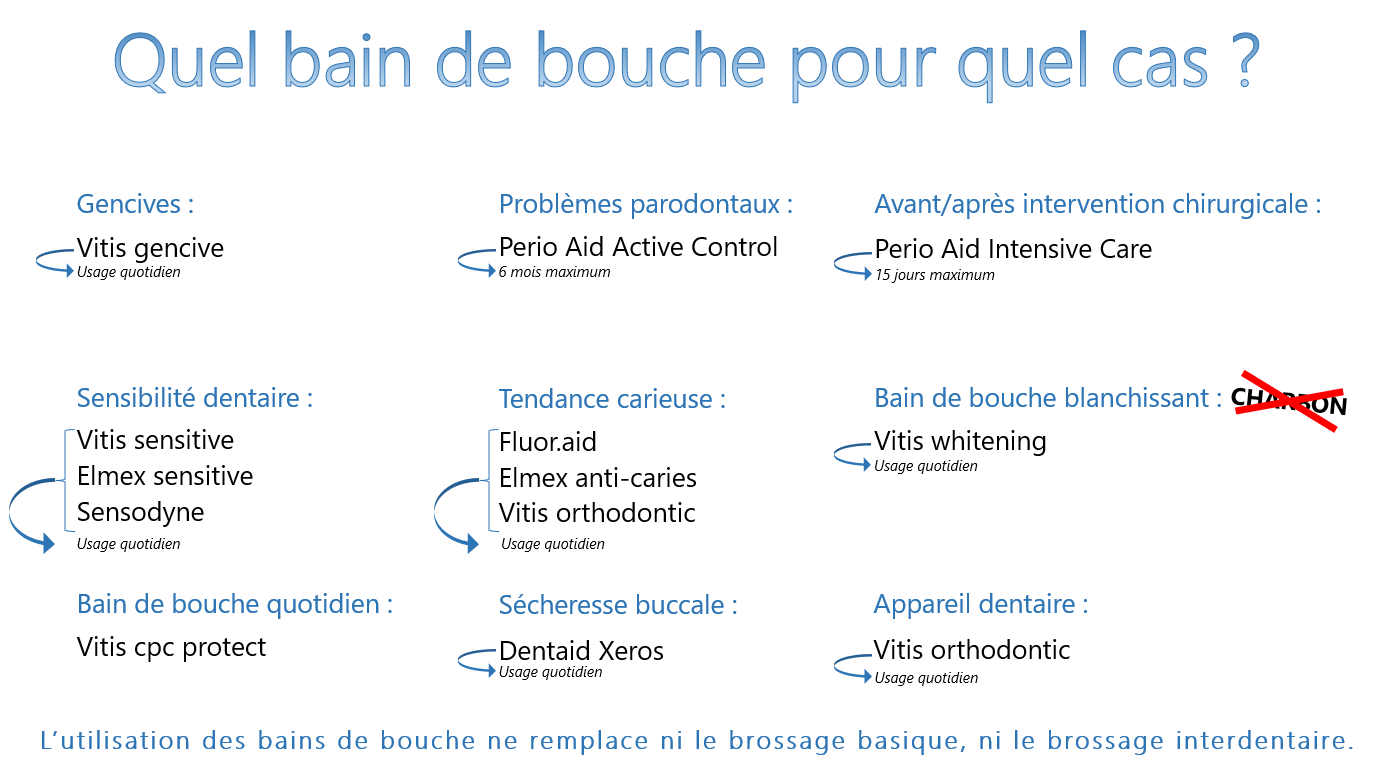 Quel bain de bouche pour quel cas ?
Gencives :
Vitis gencive
Usage quotidien
Problèmes parodontaux :
Perio Aid Active Control
6 mois maximum
Avant/après intervention chirurgicale :
Perio Aid Intensive Care
15 jours maximum
Sensibilité dentaire :
Vitis sensitive
Elmex sensitive
Sensodyne
Usage quotidien
Tendance carieuse :
Fluor.aid
Elmex anti-caries
Vitis orthodontic
Usage quotidien
Bain de bouche blanchissant : CHARBON
Vitis whitening
Usage quotidien
Bain de bouche quotidien :
Vitis cpc protect
Sécheresse buccale :
Dentaid Xeros
Usage quotidien
Appareil dentaire :
Vitis orthodontic
Usage quotidien
L’utilisation des bains de bouche ne remplace ni le brossage basique, ni le brossage interdentaire.